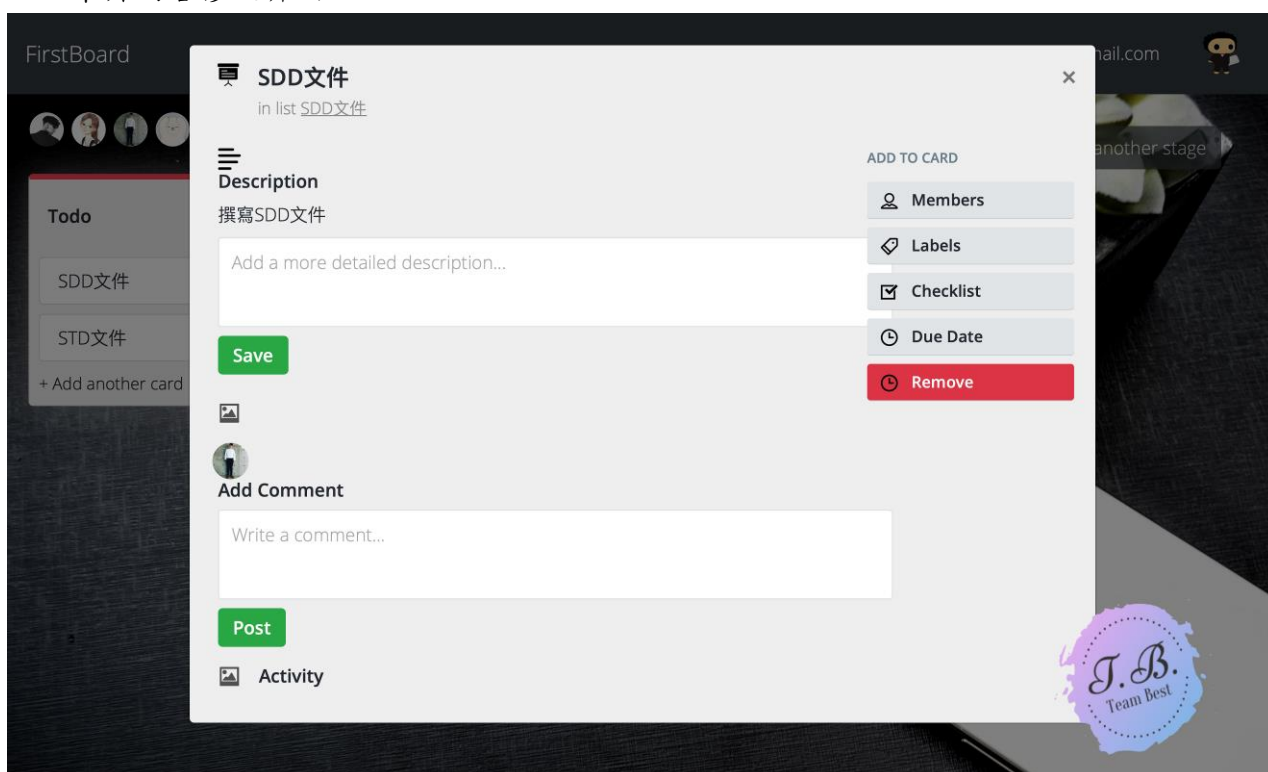 FirstBoard
nail.com
SDD文件
×
in list SDD文件
another stage
Description
撰寫SDD文件
Add a more detailed description...
Save
Add Comment
Write a comment...
Post
Activity
ADD TO CARD
Members
Labels
Checklist
Due Date
Remove
Todo
SDD文件
STD文件
+ Add another card
T.B.
Team Best